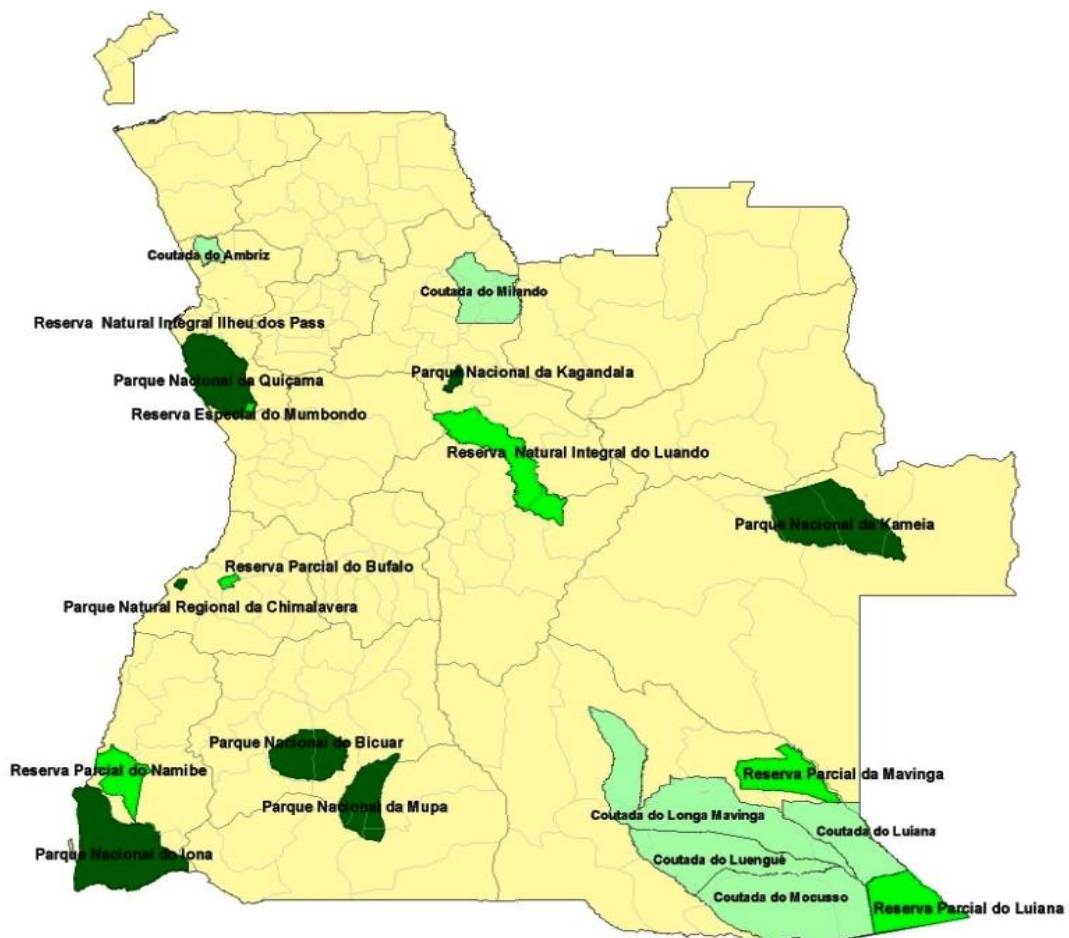 Coutada do Ambriz
Coutada do Milando
Reserva Natural Integral Ilheu dos Pass
Parque Nacional da Kagandala
Parque Nacional da Quiçama
Reserva Especial do Mumbondo
Reserva Natural Integral do Luando
Parque Nacional da Kameia
Reserva Parcial do Bufalo
Parque Natural Regional da Chimalavera
Parque Nacional do Bicuar
Reserva Parcial do Namibe
Reserva Parcial da Mavinga
Parque Nacional da Mupa
Coutada do Longa Mavinga
Coutada do Luiana
Parque Nacional do Iona
Coutada do Luenguê
Coutada do Mocusso
Reserva Parcial do Luiana